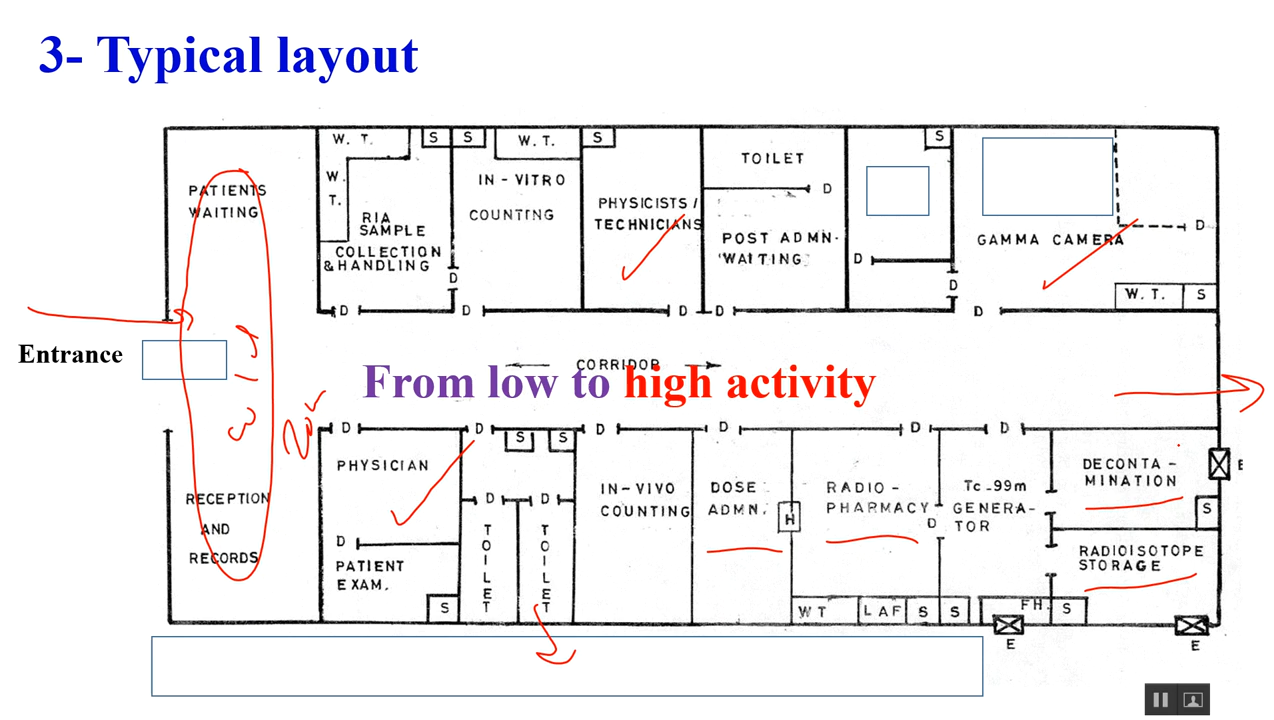 3- Typical layout
W. T.
S
S
W. T.
S
S
TOILET
D
PATIENTS
WAITING
W.
T.
RIA
SAMPLE
COLLECTION
& HANDLING
D
IN - VITRO
COUNTING
PHYSICISTS /
TECHNICIANS
POST ADMN.
WAITING
D
D
GAMMA CAMERA
D
W. T.
S
D
D
D
D
D
Entrance
CORRIDOR
From low to high activity
D
D
D
D
D
D
RECEPTION
AND
RECORDS
PHYSICIAN
D
PATIENT
EXAM.
S
S
S
D
D
TOILET
TOILET
IN - VIVO
COUNTING
DOSE
ADMN.
H
RADIO -
PHARMACY
D
Tc -99m
GENERA-
TOR
DECONTA -
MINATION
E
S
RADIOISOTOPE
STORAGE
WT
LAF
S
S
FH.
S
E
E